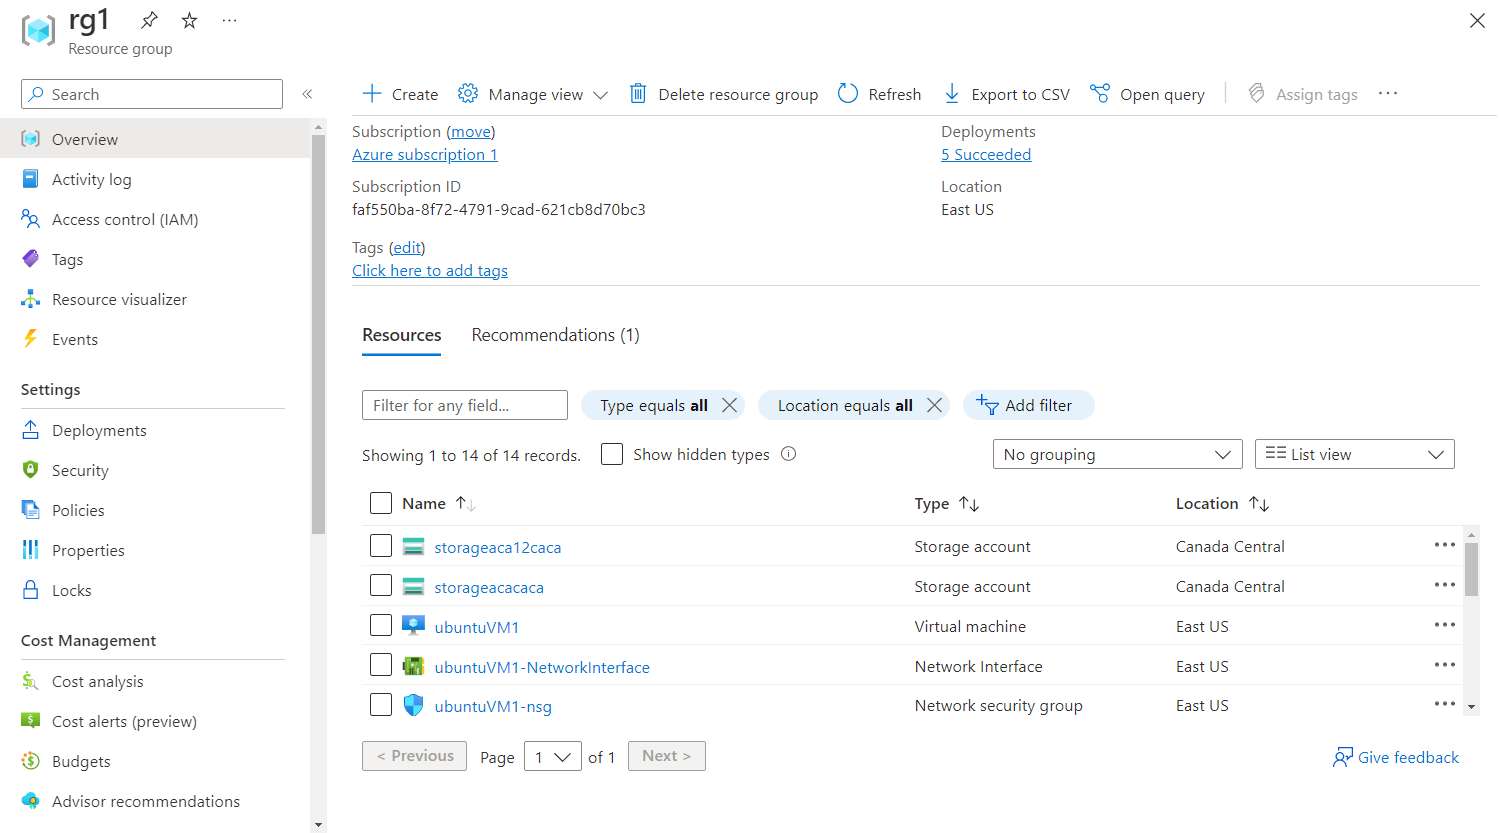 rg1
Resource group
Search
Overview
Activity log
Access control (IAM)
Tags
Resource visualizer
Events
Settings
Deployments
Security
Policies
Properties
Locks
Cost Management
Cost analysis
Cost alerts (preview)
Budgets
Advisor recommendations
Create Manage view Delete resource group Refresh Export to CSV Open query Assign tags
Subscription (move)
Azure subscription 1
Subscription ID
faf550ba-8f72-4791-9cad-621cb8d70bc3
Tags (edit)
Click here to add tags
Deployments
5 Succeeded
Location
East US
Resources Recommendations (1)
Filter for any field... Type equals all Location equals all Add filter
Showing 1 to 14 of 14 records. Show hidden types No grouping List view
Name Type Location
storageaca12caca Storage account Canada Central
storageacacaca Storage account Canada Central
ubuntuVM1 Virtual machine East US
ubuntuVM1-NetworkInterface Network Interface East US
ubuntuVM1-nsg Network security group East US
< Previous Page 1 of 1 Next > Give feedback